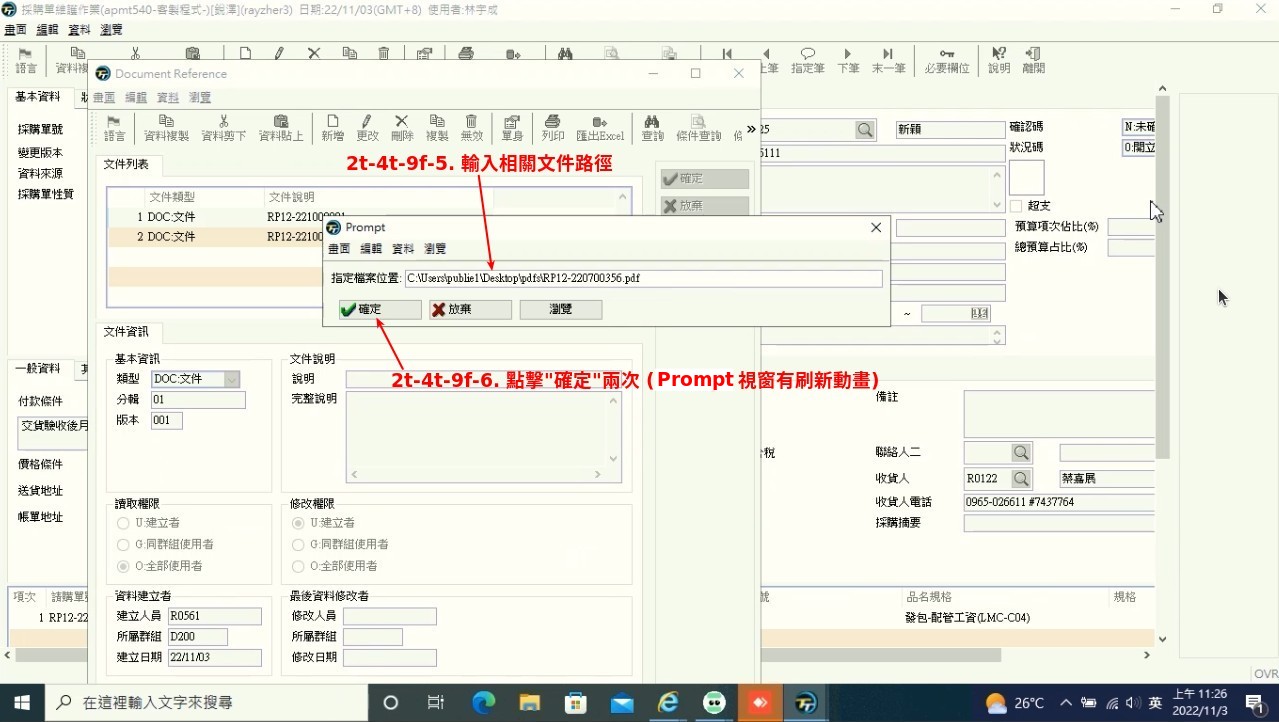 採購單維護作業(apmt540-客製程式-)[銳澤](rayzher3) 日期:22/11/03(GMT+8) 使用者:林宇或
畫面 編輯 資料 瀏覽
語言 資料複 上筆 指定筆 下筆 末一筆 必要欄位 說明 離開
Document Reference
畫面 編輯 資料 瀏覽
語言 資料複製 資料剪下 資料貼上 新增 更改 刪除 複製 無效 單身 列印 匯出Excel 查詢 條件查詢
基本資料
採購單號
變更版本
資料來源
採購單性質
25
新穎
確認碼
N:未確
5111
狀況碼
0:開立
超支
預算項次佔比(%)
總預算占比(%)
~
文件列表
2t-4t-9f-5. 輸入相關文件路徑
確定
放棄
文件類型 文件說明
1 DOC:文件 RP12-221000001
2 DOC:文件 RP12-22100
Prompt
畫面 編輯 資料 瀏覽
指定檔案位置: C:\Users\public1\Desktop\pdfs\RP12-220700356.pdf
確定 放棄 瀏覽
2t-4t-9f-6. 點擊"確定"兩次 (Prompt 視窗有刷新動畫)
文件資訊
基本資訊
類型 DOC:文件
分輯 01
版本 001
文件說明
說明
完整說明
讀取權限
U:建立者
G:同群組使用者
O:全部使用者
修改權限
U:建立者
G:同群組使用者
O:全部使用者
資料建立者
建立人員 R0561
所屬群組 D200
建立日期 22/11/03
最後資料修改者
修改人員
所屬群組
修改日期
一般資料
付款條件
交貨驗收後月
價格條件
送貨地址
帳單地址
備註
聯絡人二
收貨人 R0122 禁嘉展
收貨人電話 0965-026611 #7437764
採購摘要
項次 請購單
1 RP12-22
號 品名規格 規格
發包-配管工資(LMC-C04)
OVR
在這裡輸入文字來搜尋
26°C
英
上午 11:26
2022/11/3
1